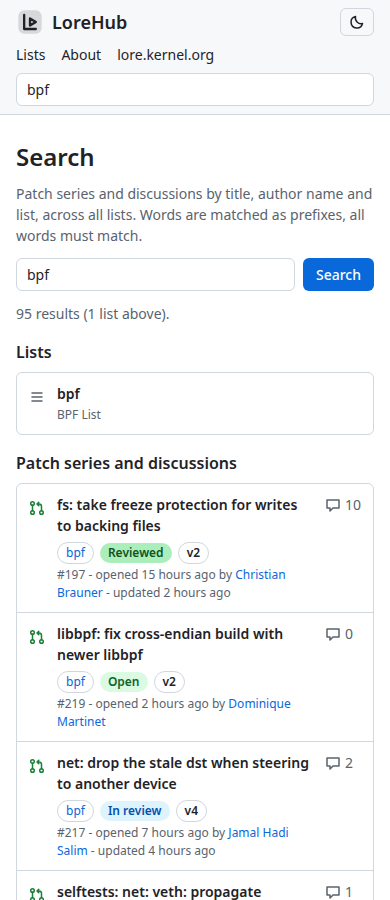 LoreHub
Lists About lore.kernel.org
bpf
Search
Patch series and discussions by title, author name and
list, across all lists. Words are matched as prefixes, all
words must match.
bpf Search
95 results (1 list above).
Lists
bpf
BPF List
Patch series and discussions
fs: take freeze protection for writes 10
to backing files
bpf Reviewed v2
#197 - opened 15 hours ago by Christian
Brauner - updated 2 hours ago
libbpf: fix cross-endian build with 0
newer libbpf
bpf Open v2
#219 - opened 2 hours ago by Dominique
Martinet
net: drop the stale dst when steering 2
to another device
bpf In review v4
#217 - opened 7 hours ago by Jamal Hadi
Salim - updated 4 hours ago
selftests: net: veth: propagate 1